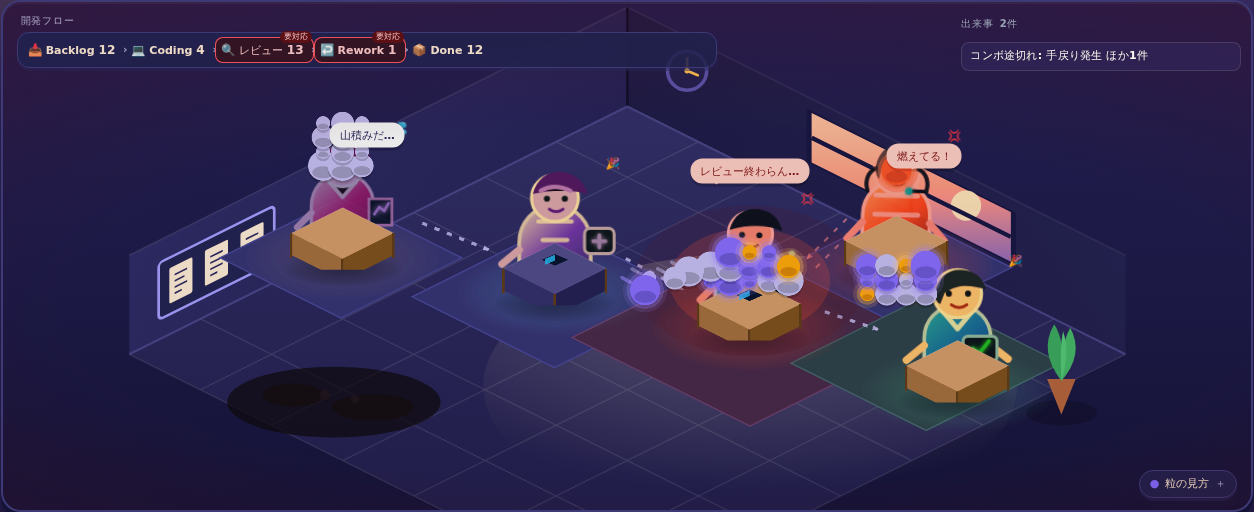 開発フロー
📥 Backlog 12 › 💻 Coding 4 › 🔍 レビュー 13 › ↩️ Rework 1 › 📦 Done 12
要対応
要対応
出来事 2件
コンボ途切れ: 手戻り発生 ほか1件
山積みだ…
レビュー終わらん…
燃えてる！
粒の見方 +